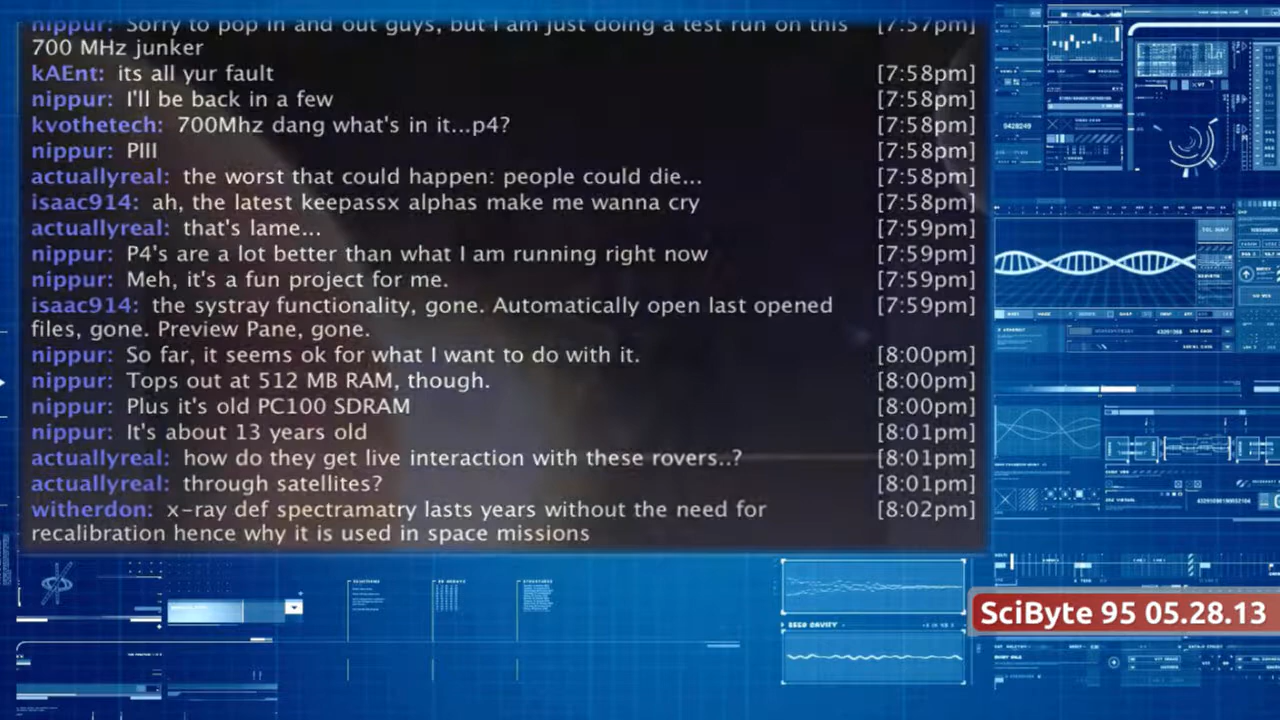 nippur: Sorry to pop in and out guys, but I am just doing a test run on this [7:57pm]
700 MHz junker
kAEnt: its all yur fault [7:58pm]
nippur: I'll be back in a few [7:58pm]
kvothetech: 700Mhz dang what's in it...p4? [7:58pm]
nippur: PIII [7:58pm]
actuallyreal: the worst that could happen: people could die... [7:58pm]
isaac914: ah, the latest keepassx alphas make me wanna cry [7:58pm]
actuallyreal: that's lame... [7:59pm]
nippur: P4's are a lot better than what I am running right now [7:59pm]
nippur: Meh, it's a fun project for me. [7:59pm]
isaac914: the systray functionality, gone. Automatically open last opened [7:59pm]
files, gone. Preview Pane, gone.
nippur: So far, it seems ok for what I want to do with it. [8:00pm]
nippur: Tops out at 512 MB RAM, though. [8:00pm]
nippur: Plus it's old PC100 SDRAM [8:00pm]
nippur: It's about 13 years old [8:01pm]
actuallyreal: how do they get live interaction with these rovers..? [8:01pm]
actuallyreal: through satellites? [8:01pm]
witherdon: x-ray def spectramatry lasts years without the need for [8:02pm]
recalibration hence why it is used in space missions
SciByte 95 05.28.13